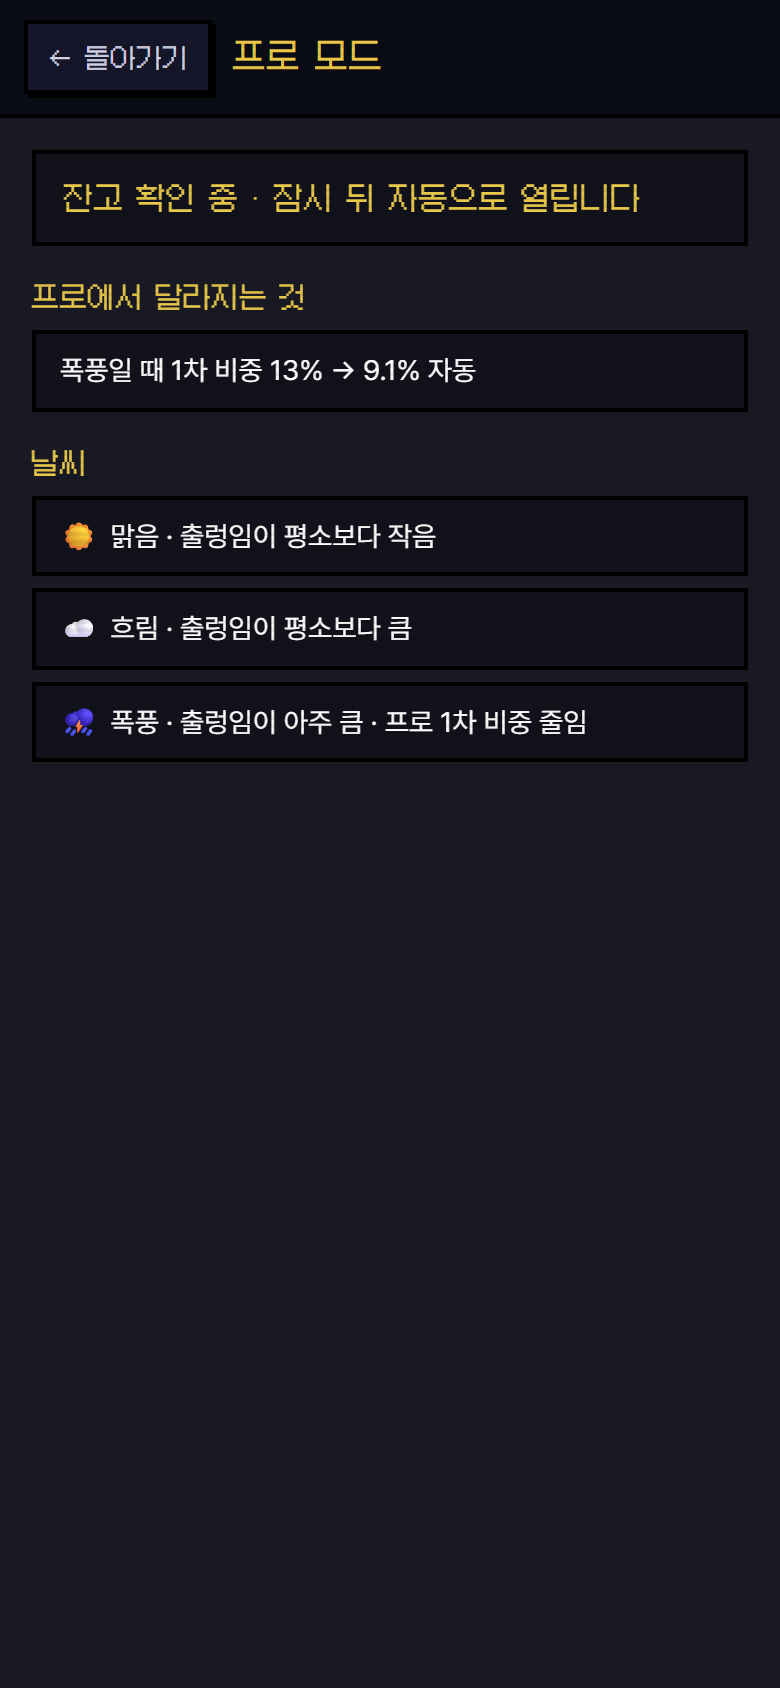 ← 돌아가기 프로 모드
잔고 확인 중 · 잠시 뒤 자동으로 열립니다
프로에서 달라지는 것
폭풍일 때 1차 비중 13% → 9.1% 자동
날씨
맑음 · 출렁임이 평소보다 작음
흐림 · 출렁임이 평소보다 큼
폭풍 · 출렁임이 아주 큼 · 프로 1차 비중 줄임